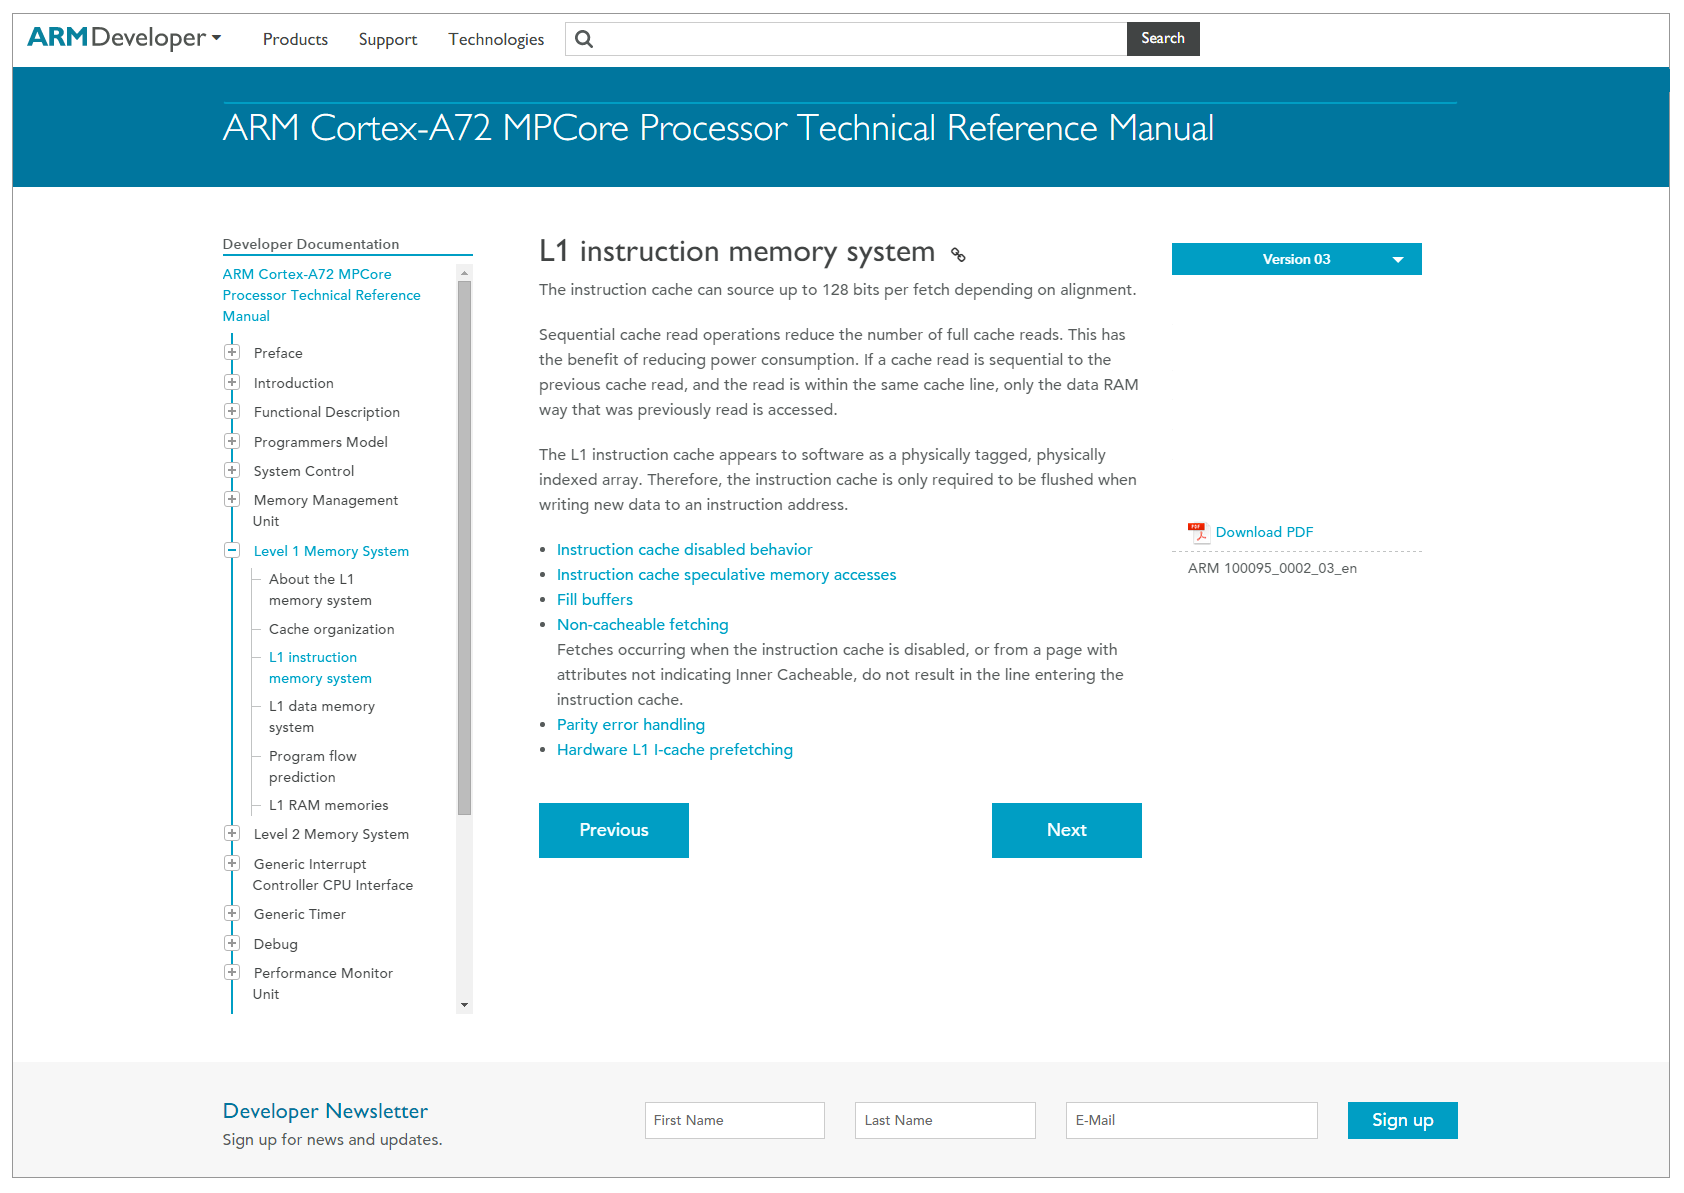 ARM Developer
Products
Support
Technologies
Search
ARM Cortex-A72 MPCore Processor Technical Reference Manual
Developer Documentation
ARM Cortex-A72 MPCore
Processor Technical Reference
Manual
Preface
Introduction
Functional Description
Programmers Model
System Control
Memory Management
Unit
Level 1 Memory System
About the L1
memory system
Cache organization
L1 instruction
memory system
L1 data memory
system
Program flow
prediction
L1 RAM memories
Level 2 Memory System
Generic Interrupt
Controller CPU Interface
Generic Timer
Debug
Performance Monitor
Unit
L1 instruction memory system
The instruction cache can source up to 128 bits per fetch depending on alignment.
Sequential cache read operations reduce the number of full cache reads. This has
the benefit of reducing power consumption. If a cache read is sequential to the
previous cache read, and the read is within the same cache line, only the data RAM
way that was previously read is accessed.
The L1 instruction cache appears to software as a physically tagged, physically
indexed array. Therefore, the instruction cache is only required to be flushed when
writing new data to an instruction address.
• Instruction cache disabled behavior
• Instruction cache speculative memory accesses
• Fill buffers
• Non-cacheable fetching
Fetches occurring when the instruction cache is disabled, or from a page with
attributes not indicating Inner Cacheable, do not result in the line entering the
instruction cache.
• Parity error handling
• Hardware L1 I-cache prefetching
Previous
Next
Version 03
PDF
Download PDF
ARM 100095_0002_03_en
Developer Newsletter
Sign up for news and updates.
First Name
Last Name
E-Mail
Sign up